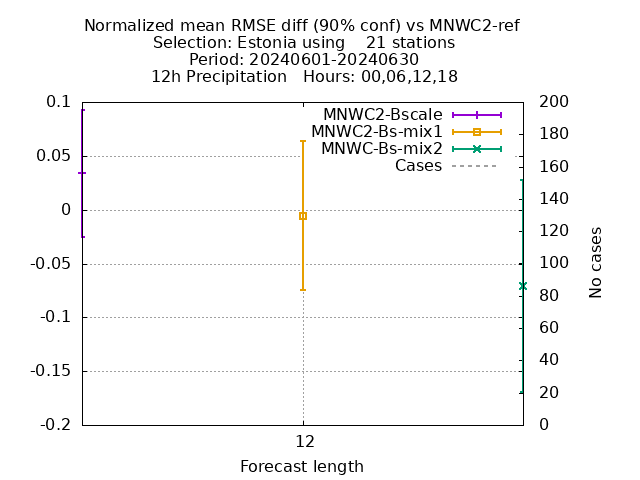 Normalized mean RMSE diff (90% conf) vs MNWC2-ref
Selection: Estonia using    21 stations
Period: 20240601-20240630
12h Precipitation   Hours: 00,06,12,18
MNWC2-Bscale
MNWC2-Bs-mix1
MNWC-Bs-mix2
Cases
0.1
0.05
0
-0.05
-0.1
-0.15
-0.2
200
180
160
140
120
100
80
60
40
20
0
No cases
12
Forecast length